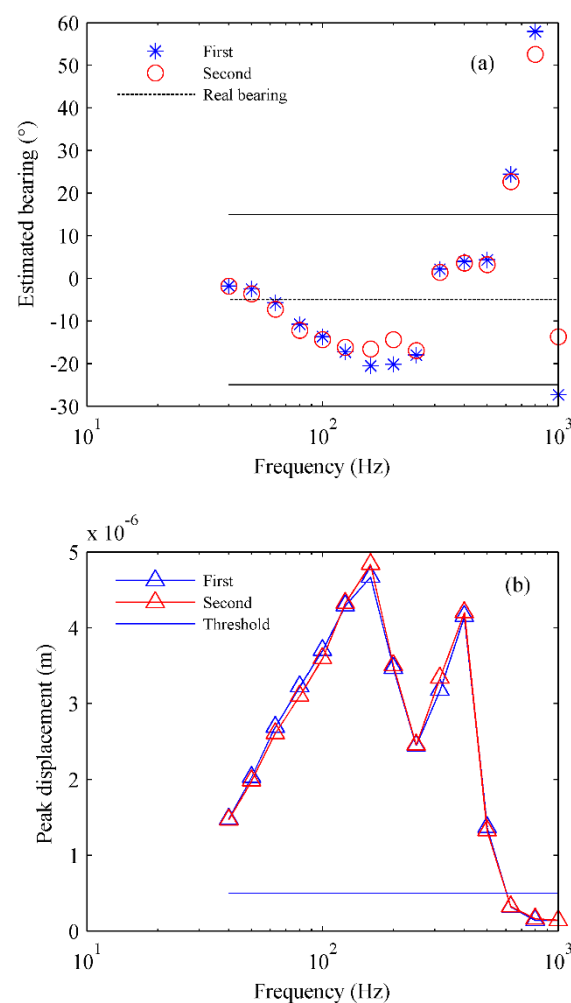 60
50
40
30
20
10
0
-10
-20
-30
Estimated bearing (°)
First
Second
Real bearing
(a)
10^1
10^2
10^3
Frequency (Hz)
x 10^-6
5
4
3
2
1
0
Peak displacement (m)
First
Second
Threshold
(b)
10^1
10^2
10^3
Frequency (Hz)